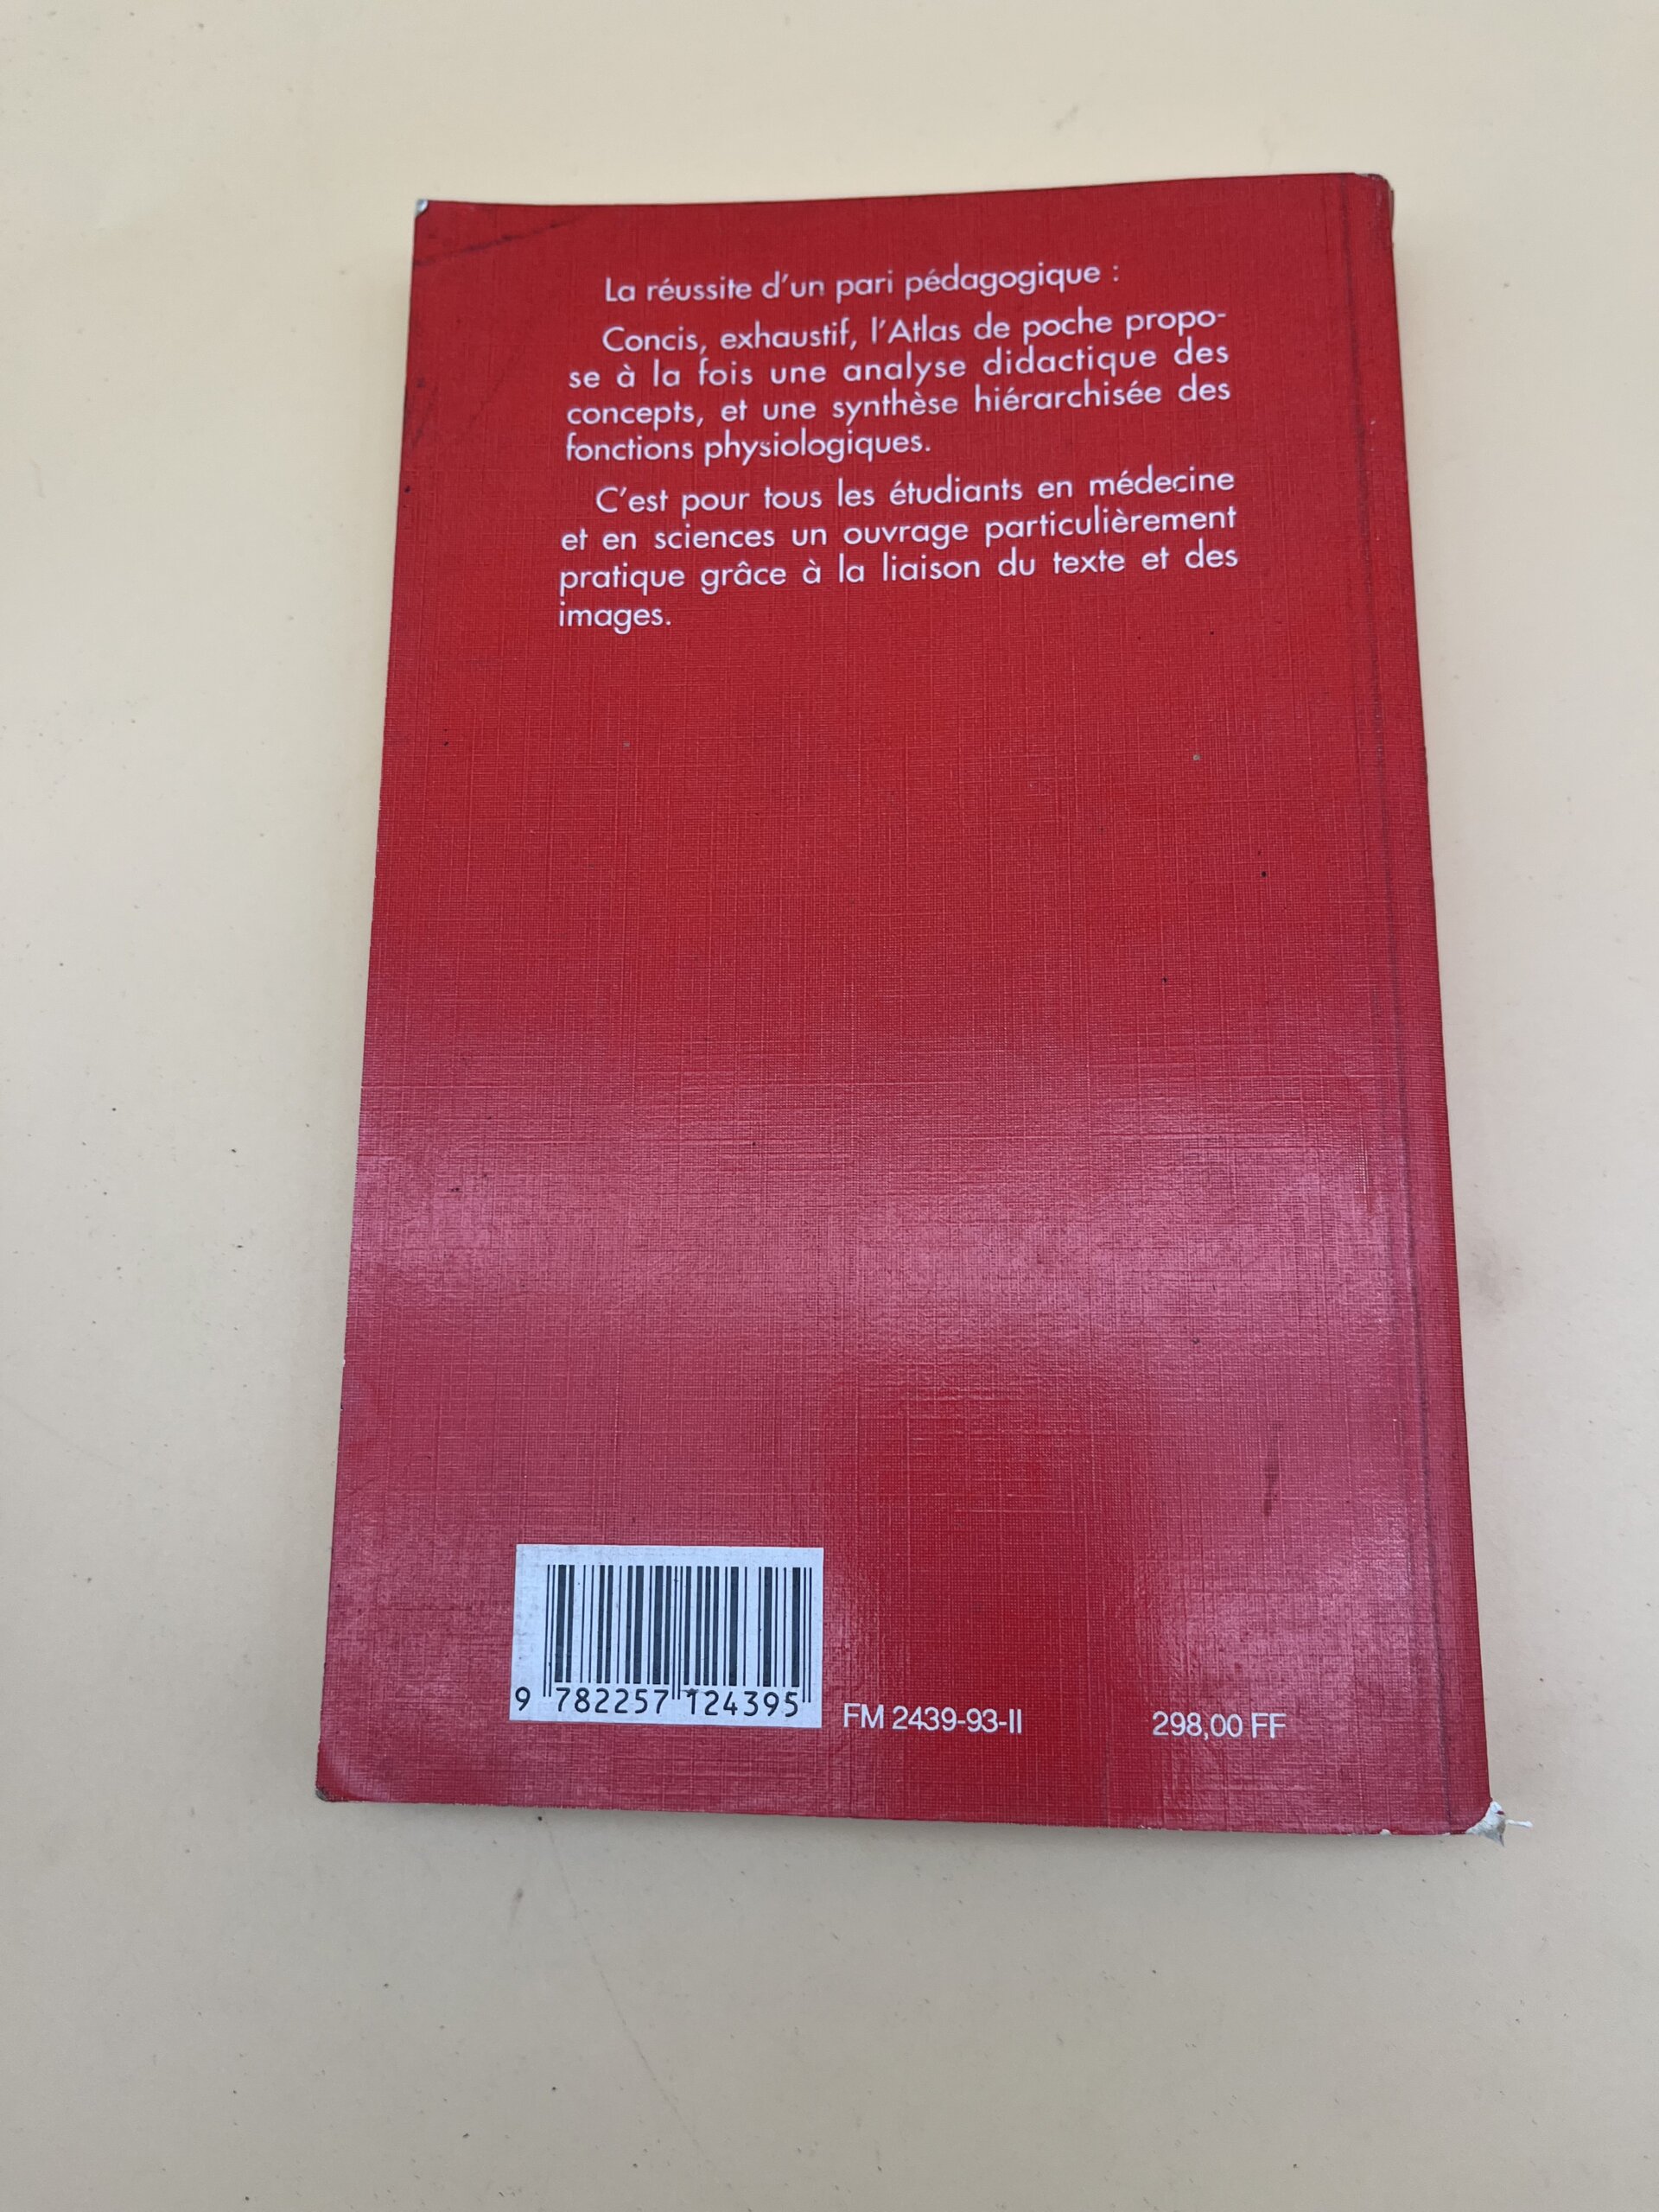 La réussite d'un pari pédagogique :
Concis, exhaustif, l'Atlas de poche propo-
se à la fois une analyse didactique des
concepts, et une synthèse hiérarchisée des
fonctions physiologiques.
C'est pour tous les étudiants en médecine
et en sciences un ouvrage particulièrement
pratique grâce à la liaison du texte et des
images.
9 782257 124395
FM 2439-93-II
298,00 FF